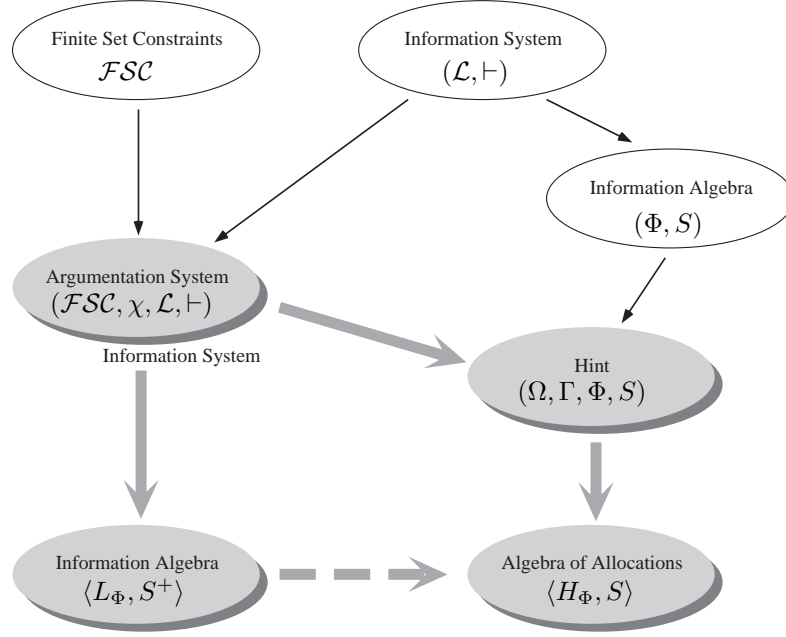 Finite Set Constraints
ℱ𝒮𝒞
Information System
(ℒ, ⊢)
Information Algebra
(Φ, S)
Argumentation System
(ℱ𝒮𝒞, χ, ℒ, ⊢)
Information System
Hint
(Ω, Γ, Φ, S)
Information Algebra
⟨L_Φ, S⁺⟩
Algebra of Allocations
⟨H_Φ, S⟩